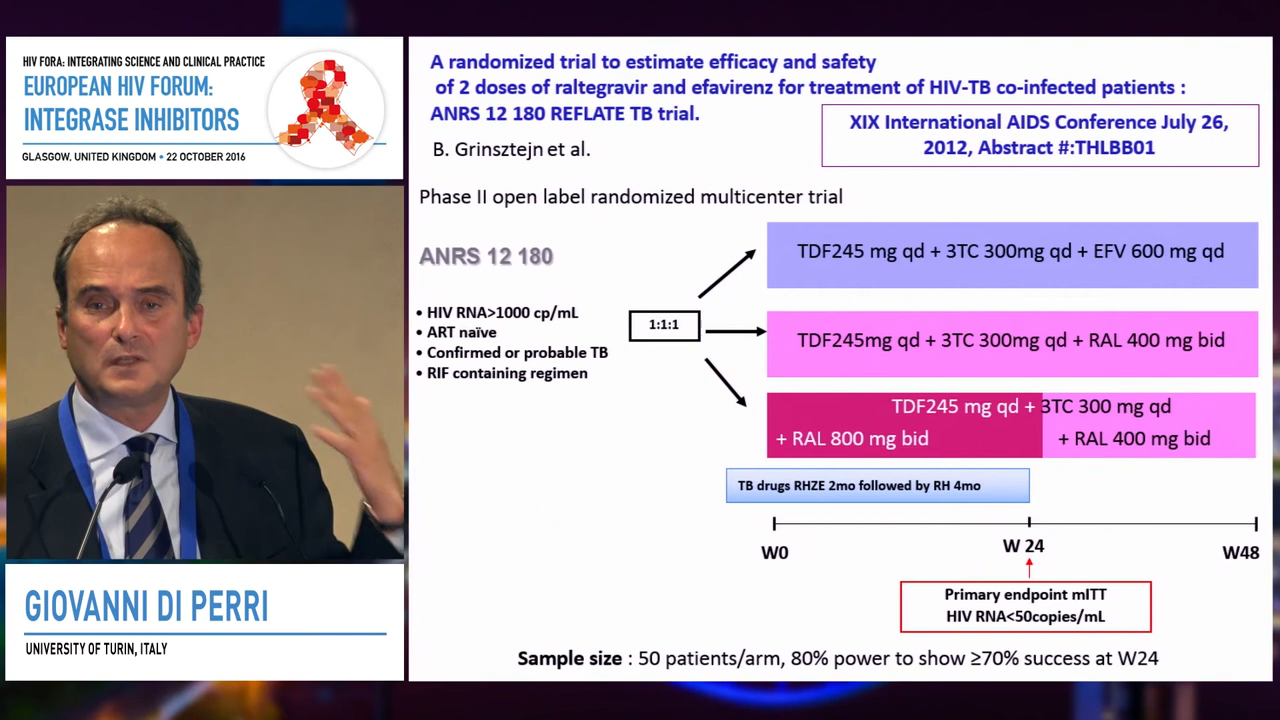 HIV FORA: INTEGRATING SCIENCE AND CLINICAL PRACTICE
EUROPEAN HIV FORUM:
INTEGRASE INHIBITORS
GLASGOW, UNITED KINGDOM • 22 OCTOBER 2016
GIOVANNI DI PERRI
UNIVERSITY OF TURIN, ITALY
A randomized trial to estimate efficacy and safety
of 2 doses of raltegravir and efavirenz for treatment of HIV-TB co-infected patients :
ANRS 12 180 REFLATE TB trial.
XIX International AIDS Conference July 26,
2012, Abstract #:THLBB01
B. Grinsztejn et al.
Phase II open label randomized multicenter trial
ANRS 12 180
• HIV RNA>1000 cp/mL
• ART naïve
• Confirmed or probable TB
• RIF containing regimen
1:1:1
TDF245 mg qd + 3TC 300mg qd + EFV 600 mg qd
TDF245mg qd + 3TC 300mg qd + RAL 400 mg bid
TDF245 mg qd + 3TC 300 mg qd
+ RAL 800 mg bid + RAL 400 mg bid
TB drugs RHZE 2mo followed by RH 4mo
W0 W 24 W48
Primary endpoint mITT
HIV RNA<50copies/mL
Sample size : 50 patients/arm, 80% power to show ≥70% success at W24